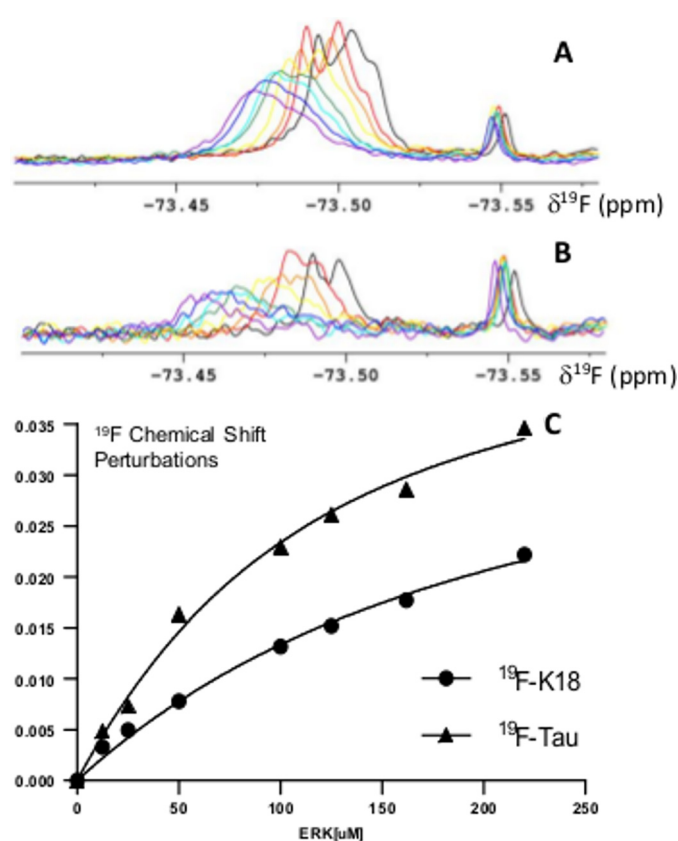 A
−73.45 −73.50 −73.55 δ¹⁹F (ppm)
B
−73.45 −73.50 −73.55 δ¹⁹F (ppm)
C
¹⁹F Chemical Shift
Perturbations
0.035
0.030
0.025
0.020
0.015
0.010
0.005
0.000
¹⁹F-K18
¹⁹F-Tau
0 50 100 150 200 250
ERK[uM]